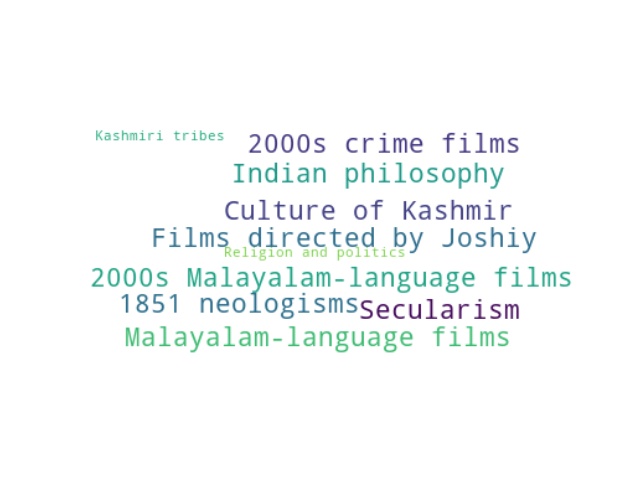 Kashmiri tribes
2000s crime films
Indian philosophy
Culture of Kashmir
Films directed by Joshiy
Religion and politics
2000s Malayalam-language films
1851 neologisms
Secularism
Malayalam-language films